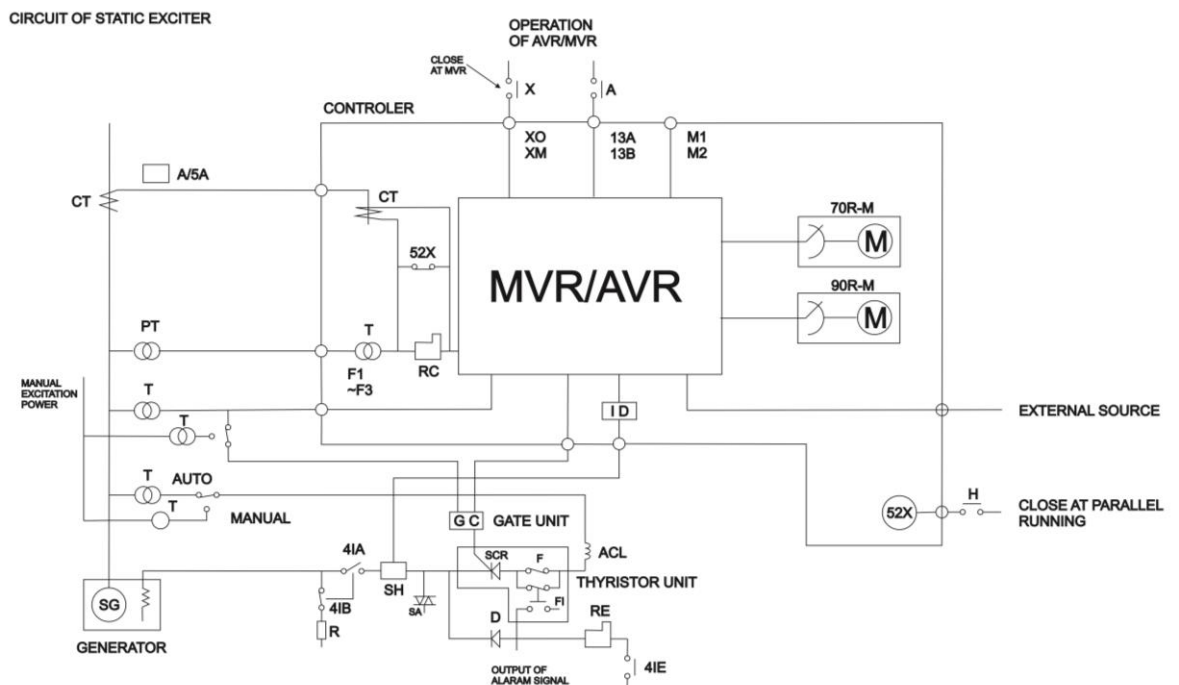 CIRCUIT OF STATIC EXCITER
OPERATION
OF AVR/MVR
CLOSE
AT MVR
X
A
CONTROLER
XO
XM
13A
13B
M1
M2
A/5A
CT
CT
52X
MVR/AVR
70R-M
M
90R-M
M
PT
T
F1
~F3
RC
MANUAL
EXCITATION
POWER
T
T
I D
EXTERNAL SOURCE
T
AUTO
T
MANUAL
G C
GATE UNIT
52X
H
CLOSE AT PARALLEL
RUNNING
4IA
SCR
F
ACL
THYRISTOR UNIT
SH
SA
FI
SG
4IB
R
D
RE
GENERATOR
OUTPUT OF
ALARAM SIGNAL
4IE